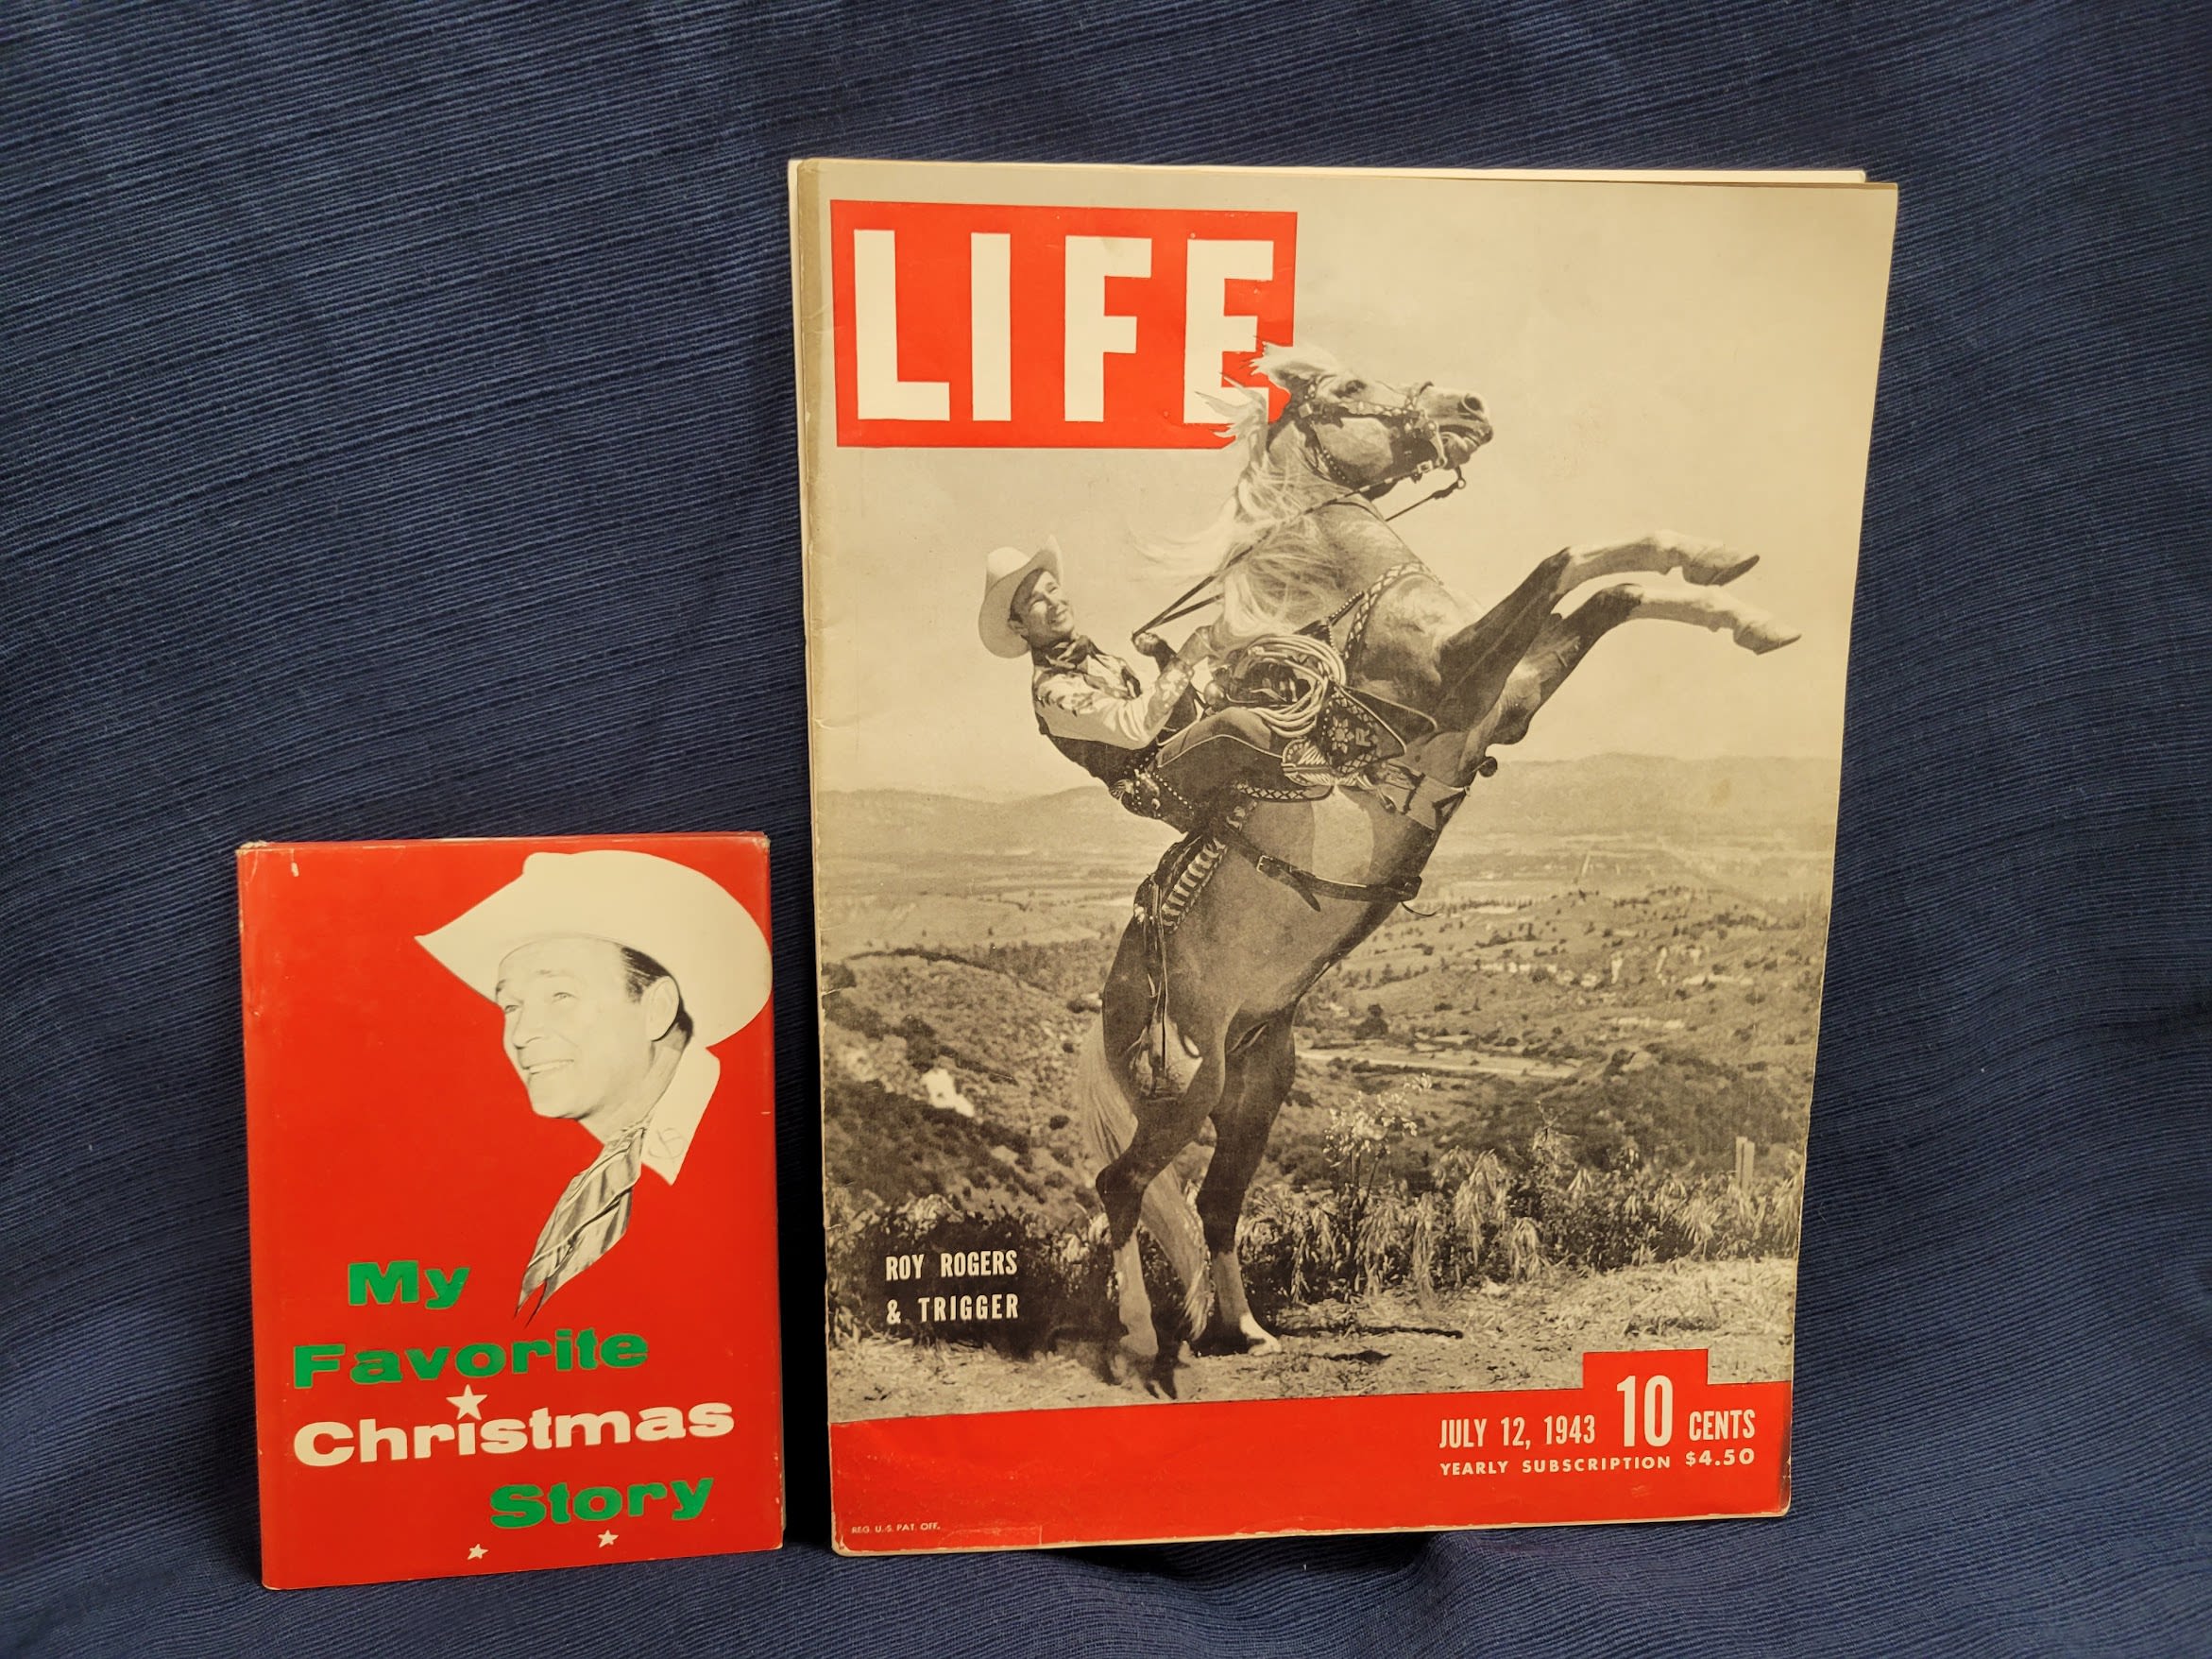 My
Favorite
Christmas
Story
LIFE
ROY ROGERS
& TRIGGER
JULY 12, 1943 10 CENTS
YEARLY SUBSCRIPTION $4.50
REG. U.S. PAT. OFF.